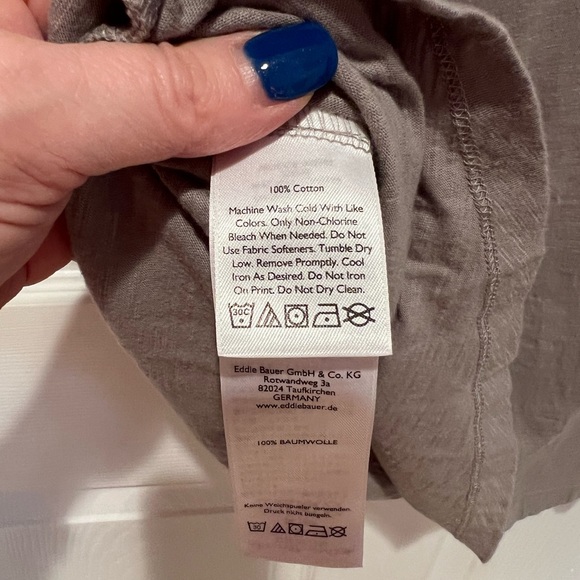 100% Cotton
Machine Wash Cold With Like
Colors. Only Non-Chlorine
Bleach When Needed. Do Not
Use Fabric Softeners. Tumble Dry
Low. Remove Promptly. Cool
Iron As Desired. Do Not Iron
On Print. Do Not Dry Clean.
30C
Eddie Bauer GmbH & Co. KG
Rotwandweg 3a
82024 Taufkirchen
GERMANY
www.eddiebauer.de
100% BAUMWOLLE
Keine Weichspueler verwenden.
Druck nicht buegeln.
30